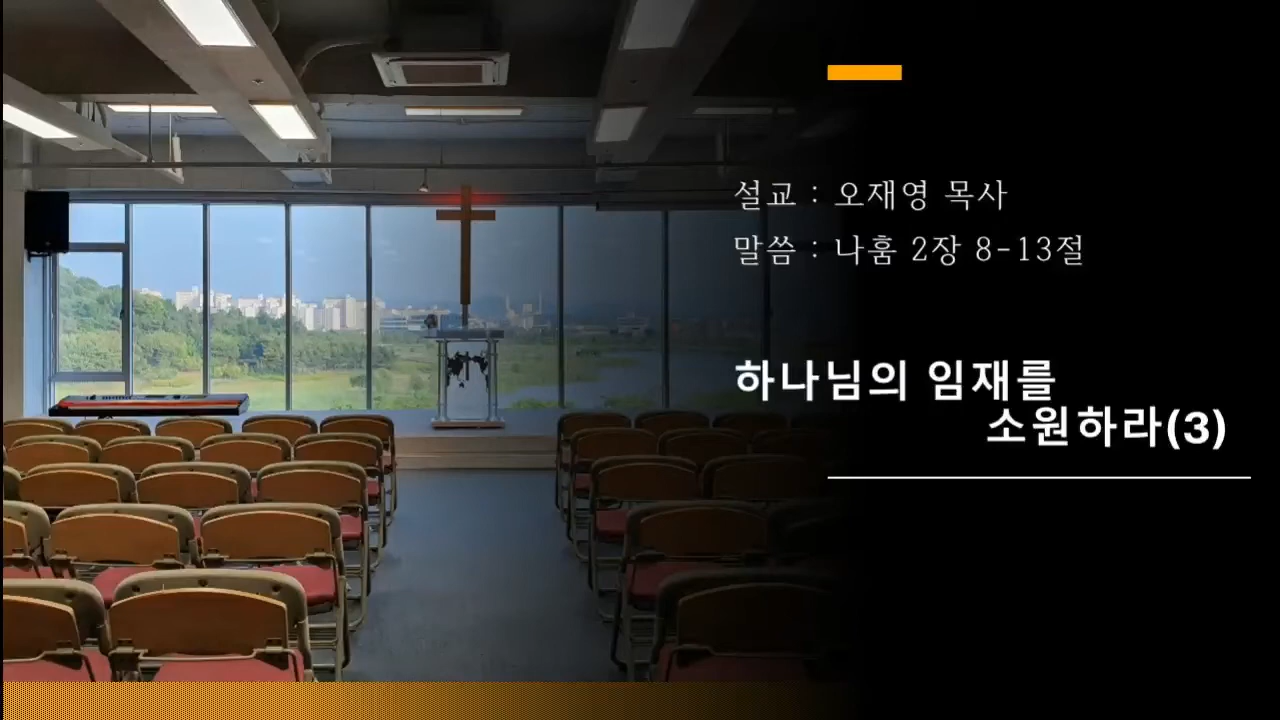 설교 : 오재영 목사
말씀 : 나훔 2장 8-13절
하나님의 임재를
소원하라(3)